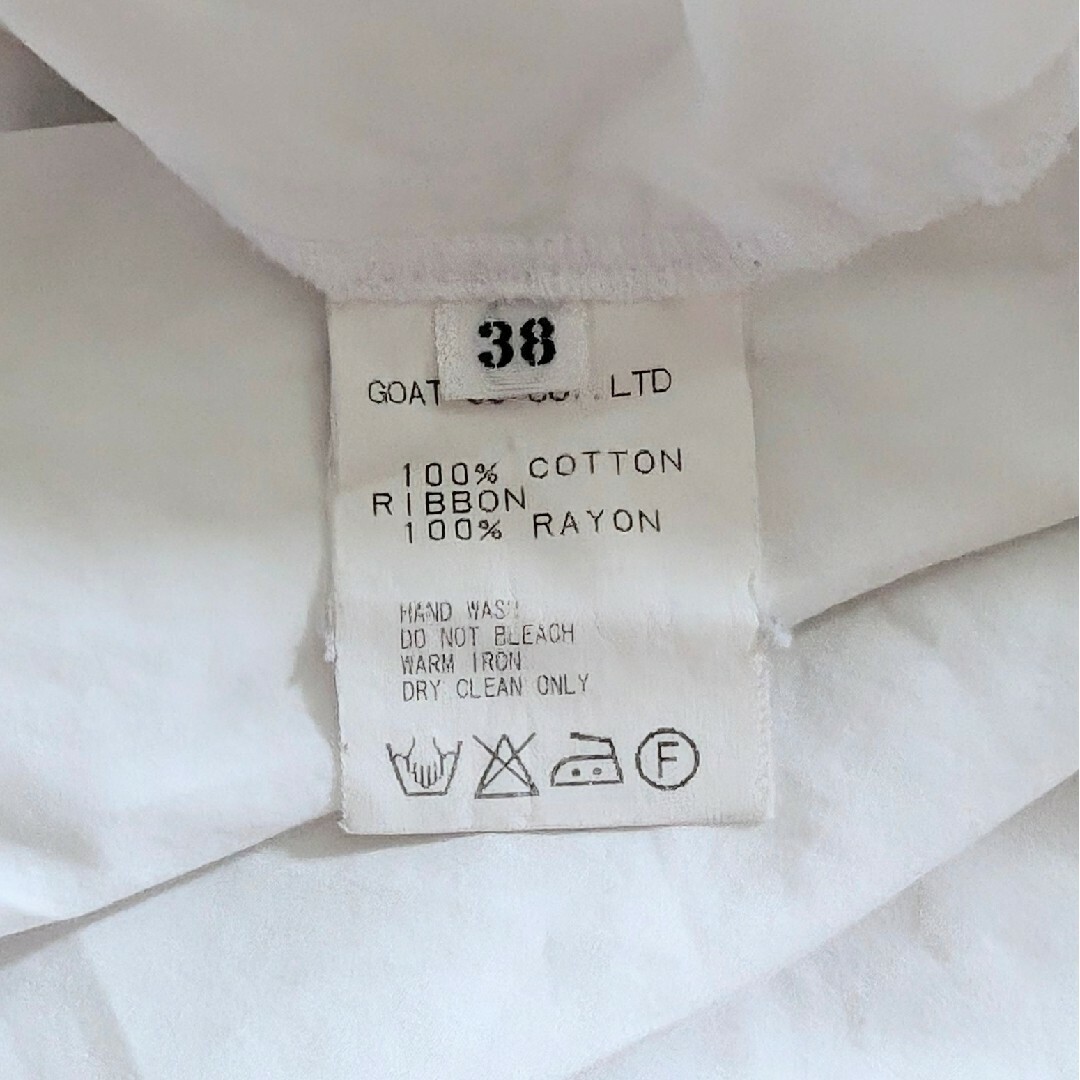 38
GOAT LTD
100% COTTON
RIBBON
100% RAYON
HAND WASH
DO NOT BLEACH
WARM IRON
DRY CLEAN ONLY
F